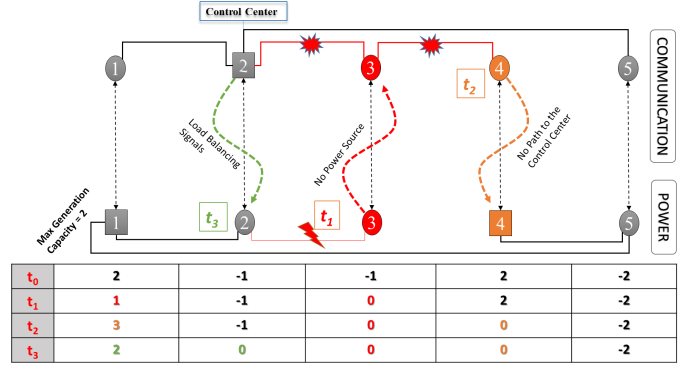 Control Center
1
2
3
4
5
COMMUNICATION
t2
Load Balancing
Signals
No Power Source
No Path to the
Control Center
Max Generation
Capacity = 2
1
t3
2
t1
3
4
5
POWER
t0 2 -1 -1 2 -2
t1 1 -1 0 2 -2
t2 3 -1 0 0 -2
t3 2 0 0 0 -2